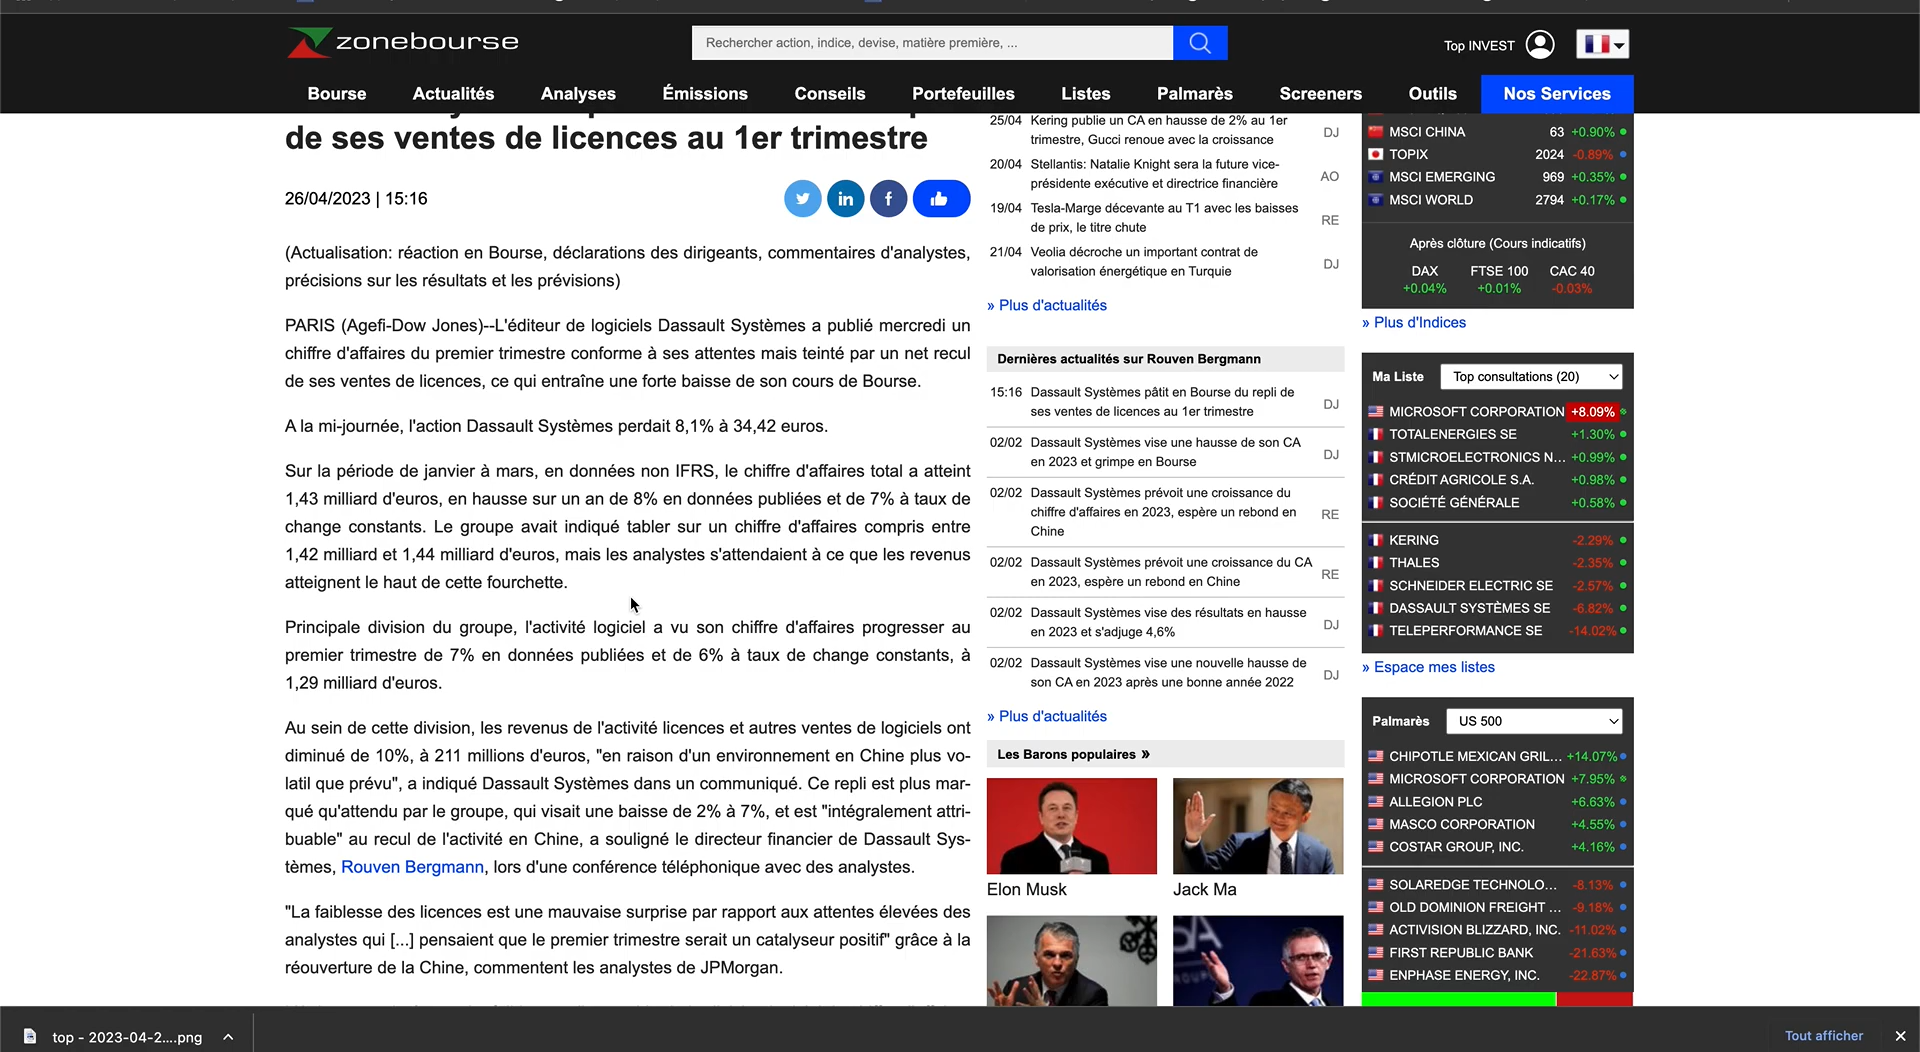 zonebourse
Rechercher action, indice, devise, matière première, ...
Top INVEST
Bourse Actualités Analyses Émissions Conseils Portefeuilles Listes Palmarès Screeners Outils Nos Services
de ses ventes de licences au 1er trimestre
26/04/2023 | 15:16
(Actualisation: réaction en Bourse, déclarations des dirigeants, commentaires d'analystes,
précisions sur les résultats et les prévisions)
PARIS (Agefi-Dow Jones)--L'éditeur de logiciels Dassault Systèmes a publié mercredi un
chiffre d'affaires du premier trimestre conforme à ses attentes mais teinté par un net recul
de ses ventes de licences, ce qui entraîne une forte baisse de son cours de Bourse.
A la mi-journée, l'action Dassault Systèmes perdait 8,1% à 34,42 euros.
Sur la période de janvier à mars, en données non IFRS, le chiffre d'affaires total a atteint
1,43 milliard d'euros, en hausse sur un an de 8% en données publiées et de 7% à taux de
change constants. Le groupe avait indiqué tabler sur un chiffre d'affaires compris entre
1,42 milliard et 1,44 milliard d'euros, mais les analystes s'attendaient à ce que les revenus
atteignent le haut de cette fourchette.
Principale division du groupe, l'activité logiciel a vu son chiffre d'affaires progresser au
premier trimestre de 7% en données publiées et de 6% à taux de change constants, à
1,29 milliard d'euros.
Au sein de cette division, les revenus de l'activité licences et autres ventes de logiciels ont
diminué de 10%, à 211 millions d'euros, "en raison d'un environnement en Chine plus vo-
latil que prévu", a indiqué Dassault Systèmes dans un communiqué. Ce repli est plus mar-
qué qu'attendu par le groupe, qui visait une baisse de 2% à 7%, et est "intégralement attri-
buable" au recul de l'activité en Chine, a souligné le directeur financier de Dassault Sys-
tèmes, Rouven Bergmann, lors d'une conférence téléphonique avec des analystes.
"La faiblesse des licences est une mauvaise surprise par rapport aux attentes élevées des
analystes qui [...] pensaient que le premier trimestre serait un catalyseur positif" grâce à la
réouverture de la Chine, commentent les analystes de JPMorgan.
25/04 Kering publie un CA en hausse de 2% au 1er
trimestre, Gucci renoue avec la croissance DJ
20/04 Stellantis: Natalie Knight sera la future vice-
présidente exécutive et directrice financière AO
19/04 Tesla-Marge décevante au T1 avec les baisses
de prix, le titre chute RE
21/04 Veolia décroche un important contrat de
valorisation énergétique en Turquie DJ
» Plus d'actualités
Dernières actualités sur Rouven Bergmann
15:16 Dassault Systèmes pâtit en Bourse du repli de
ses ventes de licences au 1er trimestre DJ
02/02 Dassault Systèmes vise une hausse de son CA
en 2023 et grimpe en Bourse DJ
02/02 Dassault Systèmes prévoit une croissance du
chiffre d'affaires en 2023, espère un rebond en RE
Chine
02/02 Dassault Systèmes prévoit une croissance du CA
en 2023, espère un rebond en Chine RE
02/02 Dassault Systèmes vise des résultats en hausse
en 2023 et s'adjuge 4,6% DJ
02/02 Dassault Systèmes vise une nouvelle hausse de
son CA en 2023 après une bonne année 2022 DJ
» Plus d'actualités
Les Barons populaires »
Elon Musk Jack Ma
MSCI CHINA 63 +0.90%
TOPIX 2024 -0.89%
MSCI EMERGING 969 +0.35%
MSCI WORLD 2794 +0.17%
Après clôture (Cours indicatifs)
DAX FTSE 100 CAC 40
+0.04% +0.01% -0.03%
» Plus d'Indices
Ma Liste Top consultations (20)
MICROSOFT CORPORATION +8.09%
TOTALENERGIES SE +1.30%
STMICROELECTRONICS N... +0.99%
CRÉDIT AGRICOLE S.A. +0.98%
SOCIÉTÉ GÉNÉRALE +0.58%
KERING -2.29%
THALES -2.35%
SCHNEIDER ELECTRIC SE -2.57%
DASSAULT SYSTÈMES SE -6.82%
TELEPERFORMANCE SE -14.02%
» Espace mes listes
Palmarès US 500
CHIPOTLE MEXICAN GRIL... +14.07%
MICROSOFT CORPORATION +7.95%
ALLEGION PLC +6.63%
MASCO CORPORATION +4.55%
COSTAR GROUP, INC. +4.16%
SOLAREDGE TECHNOLO... -8.13%
OLD DOMINION FREIGHT ... -9.18%
ACTIVISION BLIZZARD, INC. -11.02%
FIRST REPUBLIC BANK -21.63%
ENPHASE ENERGY, INC. -22.87%
top - 2023-04-2....png
Tout afficher